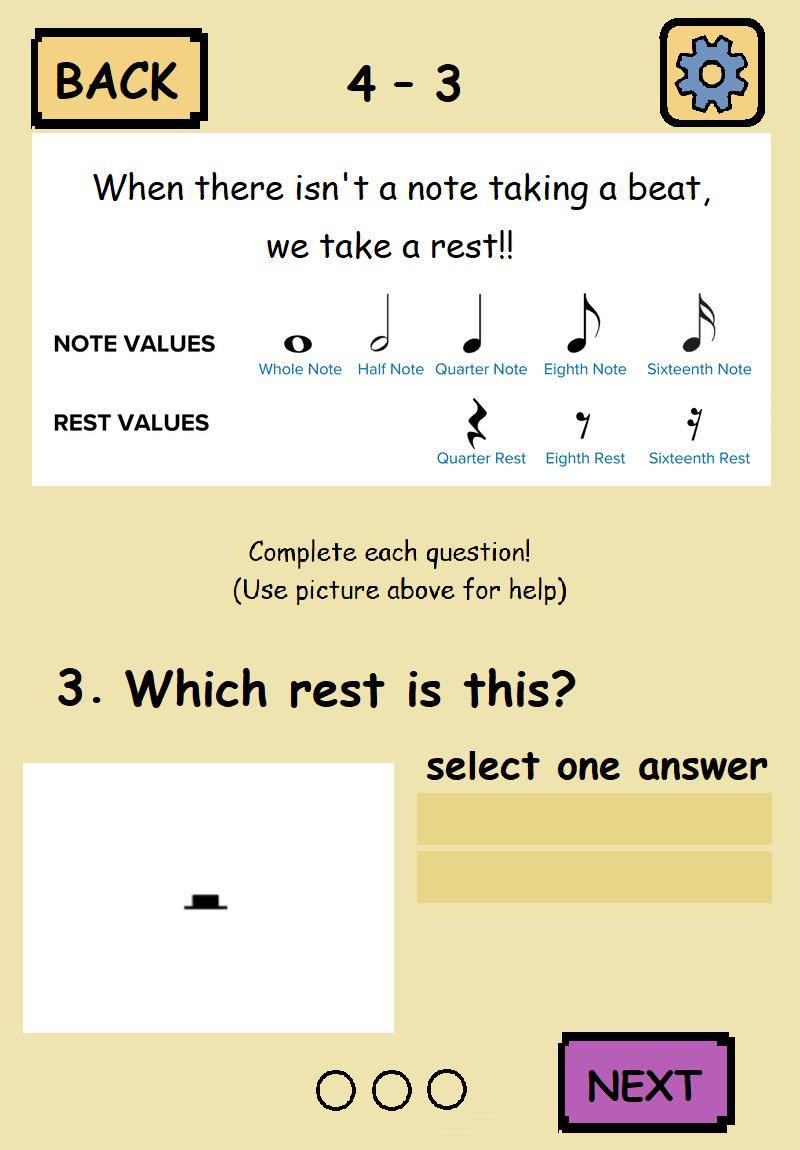 BACK
4 - 3
When there isn't a note taking a beat,
we take a rest!!
NOTE VALUES
Whole Note Half Note Quarter Note Eighth Note Sixteenth Note
REST VALUES
Quarter Rest Eighth Rest Sixteenth Rest
Complete each question!
(Use picture above for help)
3. Which rest is this?
select one answer
NEXT